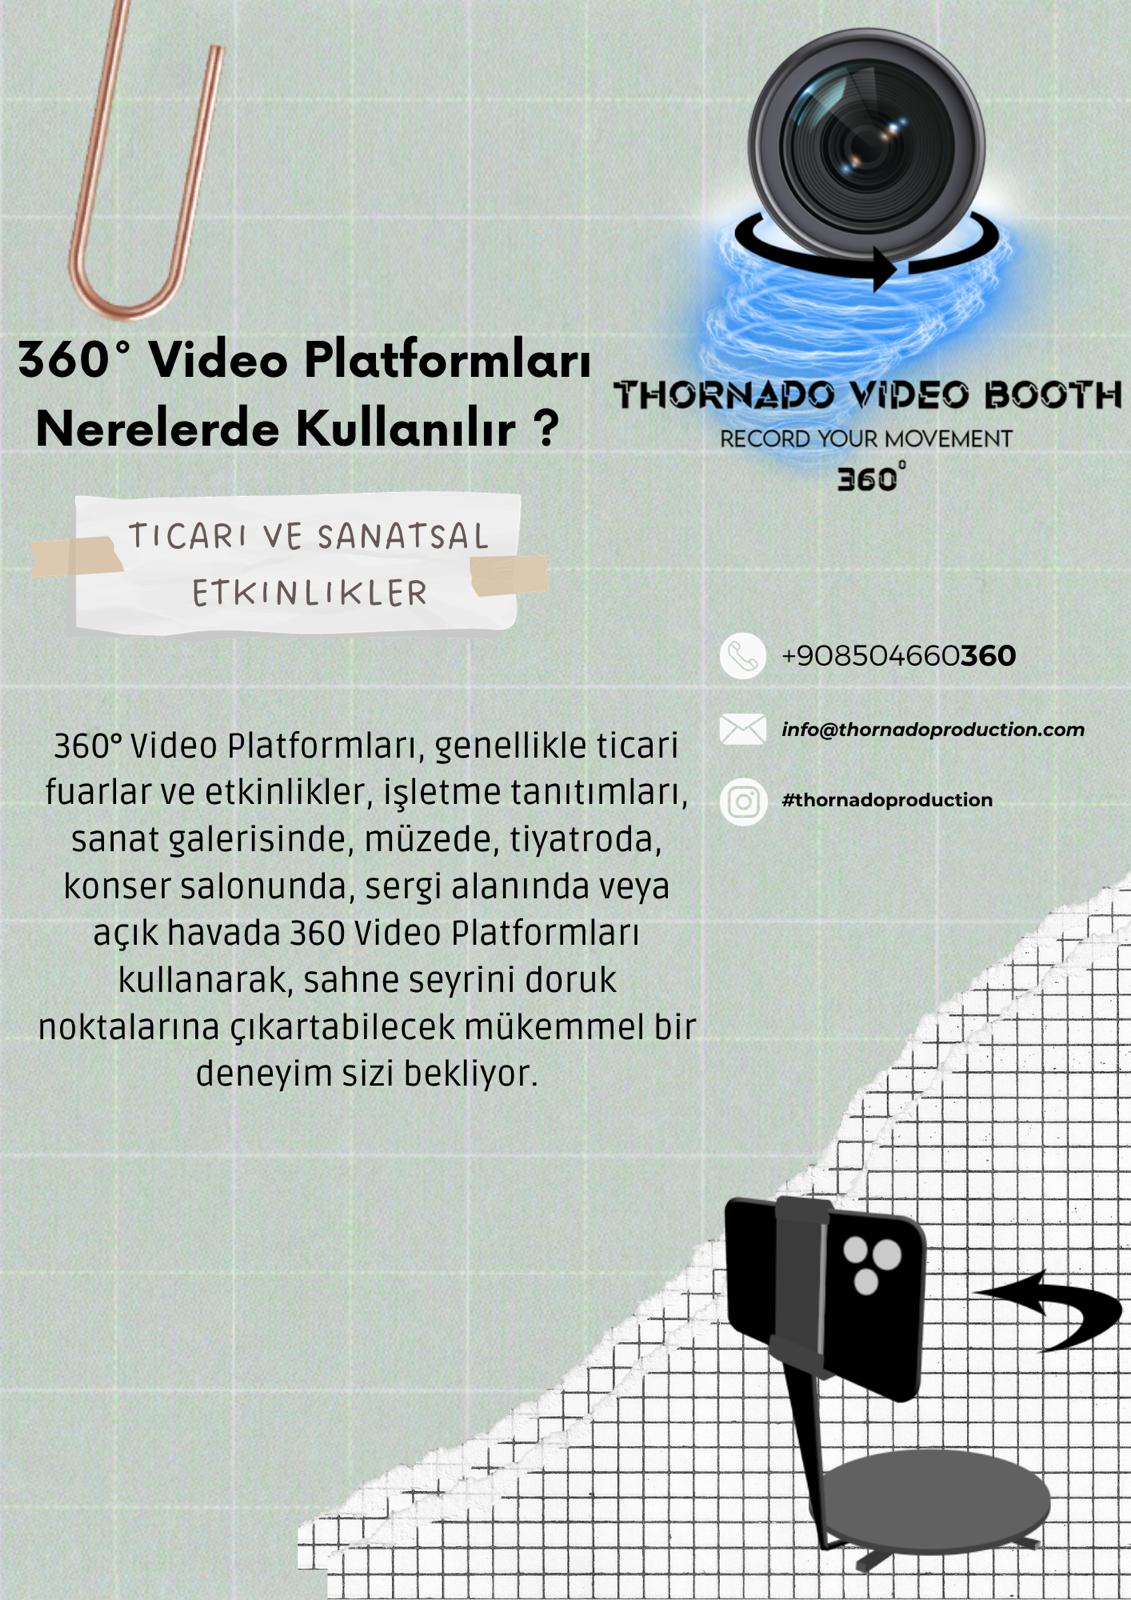 360° Video Platformları
Nerelerde Kullanılır ?
THORNADO VIDEO BOOTH
RECORD YOUR MOVEMENT
360°
TICARI VE SANATSAL
ETKINLIKLER
+908504660360
info@thornadoproduction.com
#thornadoproduction
360° Video Platformları, genellikle ticari
fuarlar ve etkinlikler, işletme tanıtımları,
sanat galerisinde, müzede, tiyatroda,
konser salonunda, sergi alanında veya
açık havada 360 Video Platformları
kullanarak, sahne seyrini doruk
noktalarına çıkartabilecek mükemmel bir
deneyim sizi bekliyor.